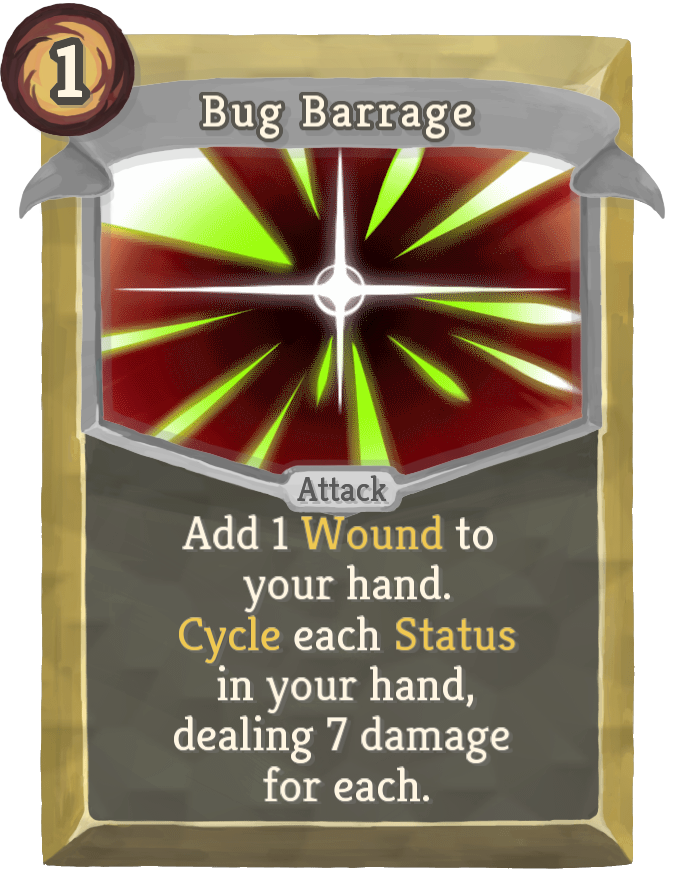 1
Bug Barrage
Attack
Add 1 Wound to
your hand.
Cycle each Status
in your hand,
dealing 7 damage
for each.